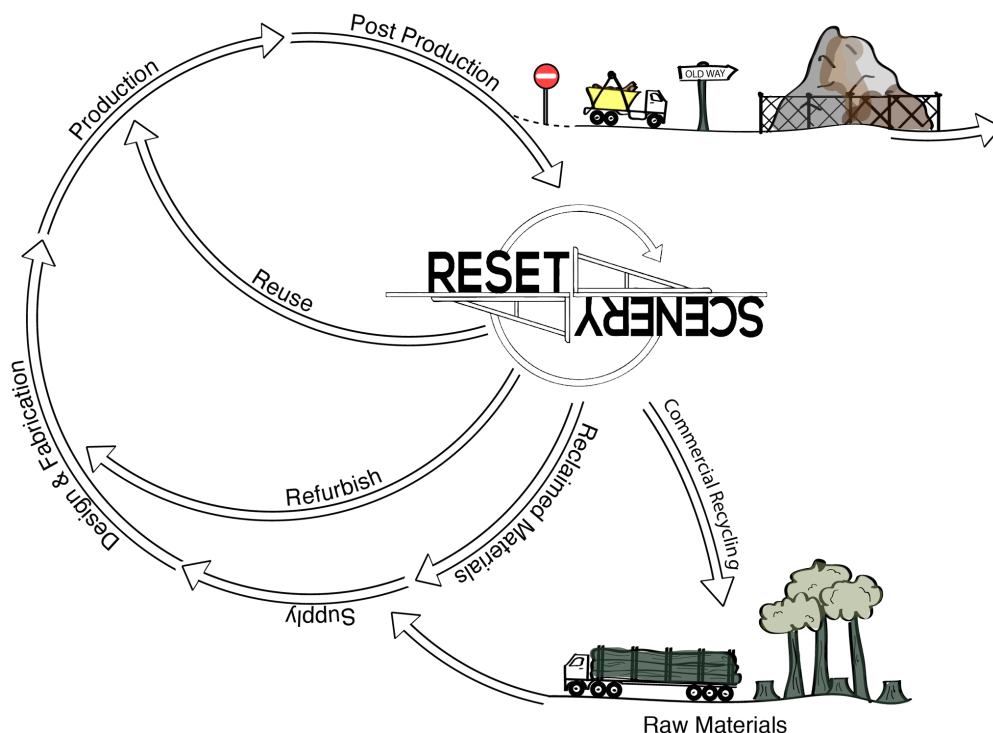 Post Production
Production
OLD WAY
RESET
SCENERY
Reuse
Design & Fabrication
Refurbish
Reclaimed Materials
Commercial Recycling
Supply
Raw Materials